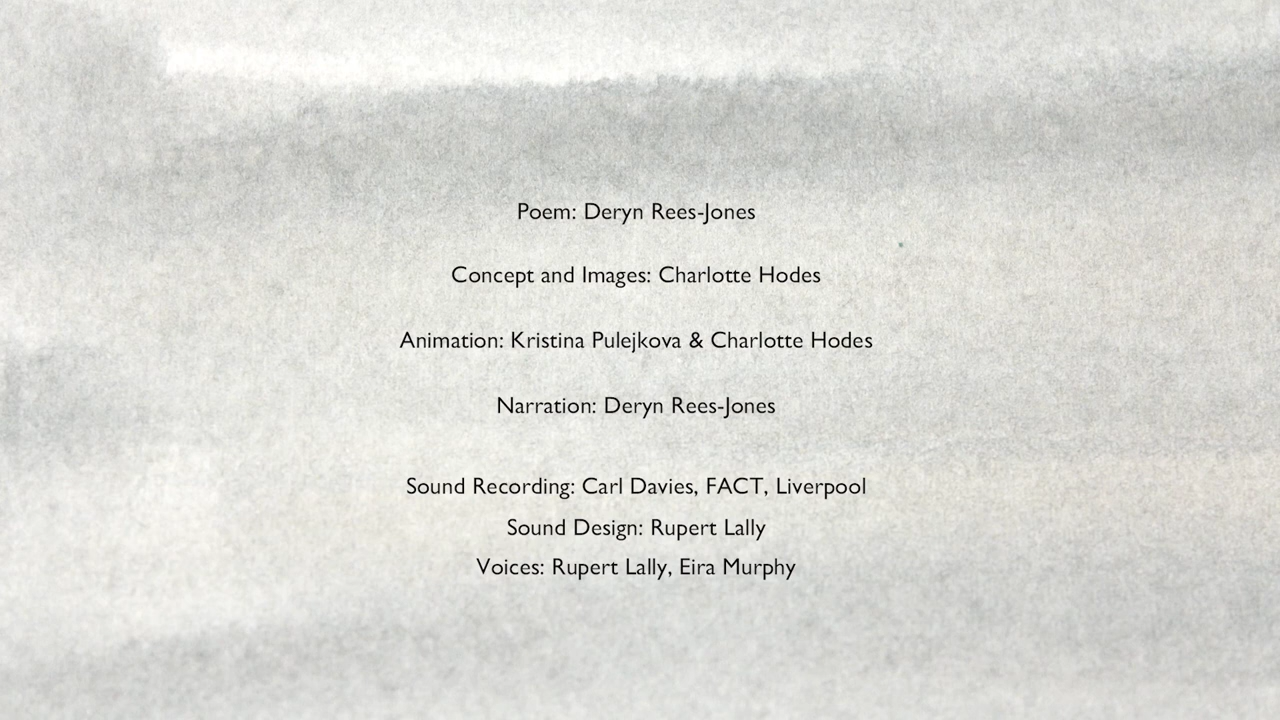 Poem: Deryn Rees-Jones
Concept and Images: Charlotte Hodes
Animation: Kristina Pulejkova & Charlotte Hodes
Narration: Deryn Rees-Jones
Sound Recording: Carl Davies, FACT, Liverpool
Sound Design: Rupert Lally
Voices: Rupert Lally, Eira Murphy